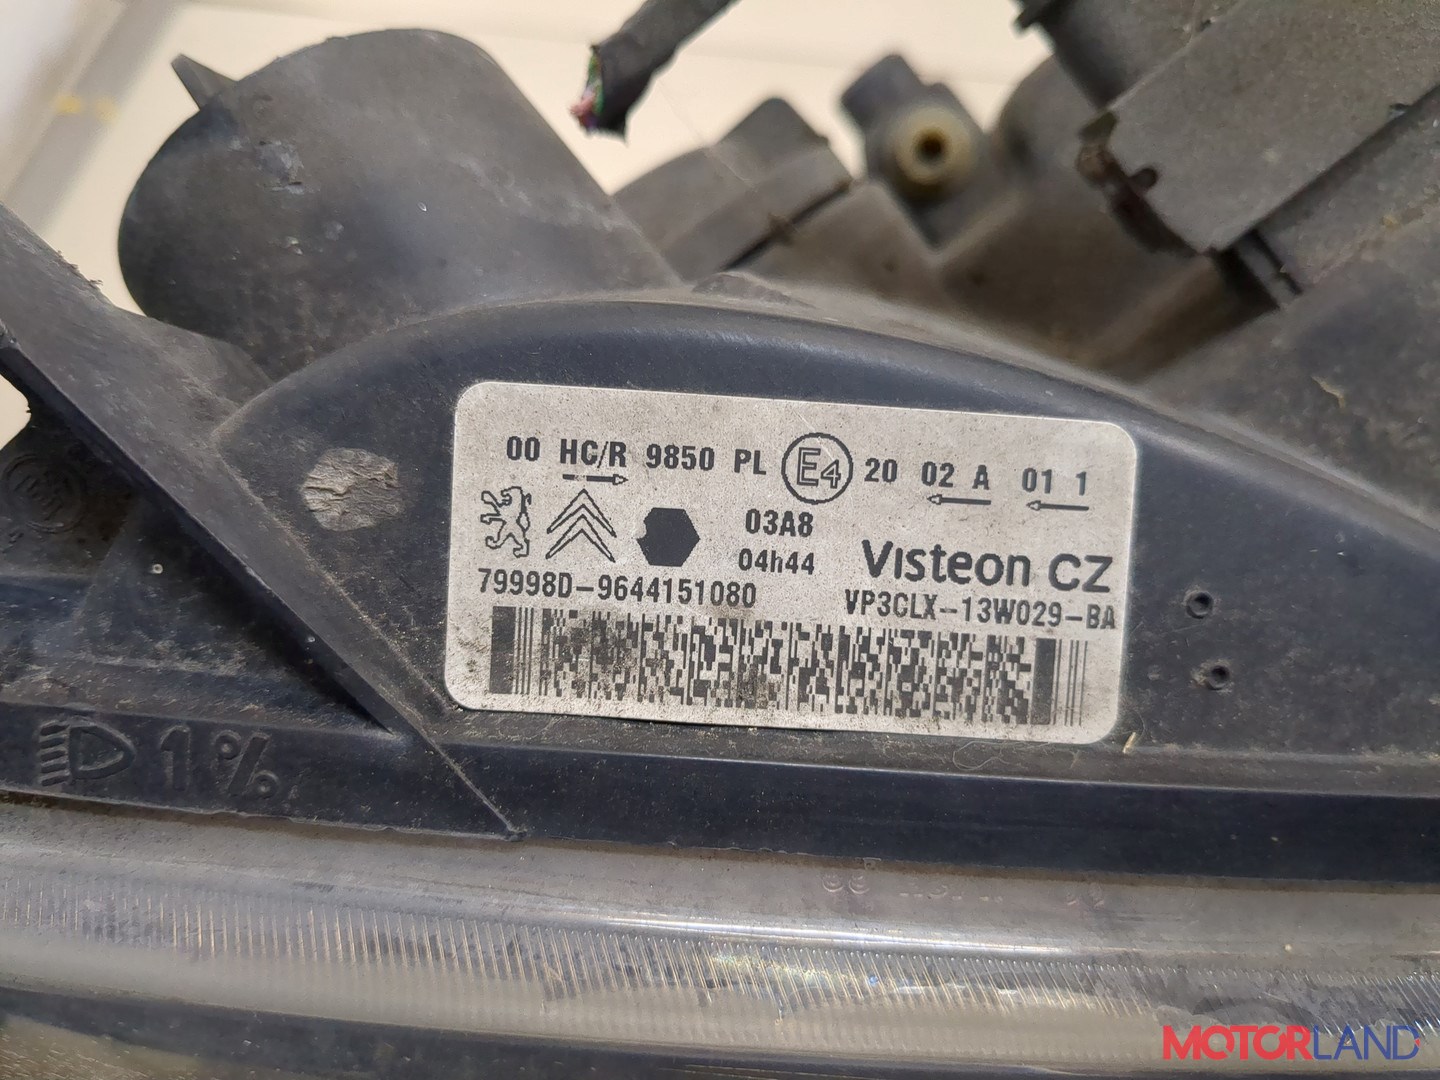 00 HC/R 9850 PL E4 20 02 A 01 1
03A8
04h44
Visteon CZ
79998D-9644151080
VP3CLX-13W029-BA
1%
MOTORLAND